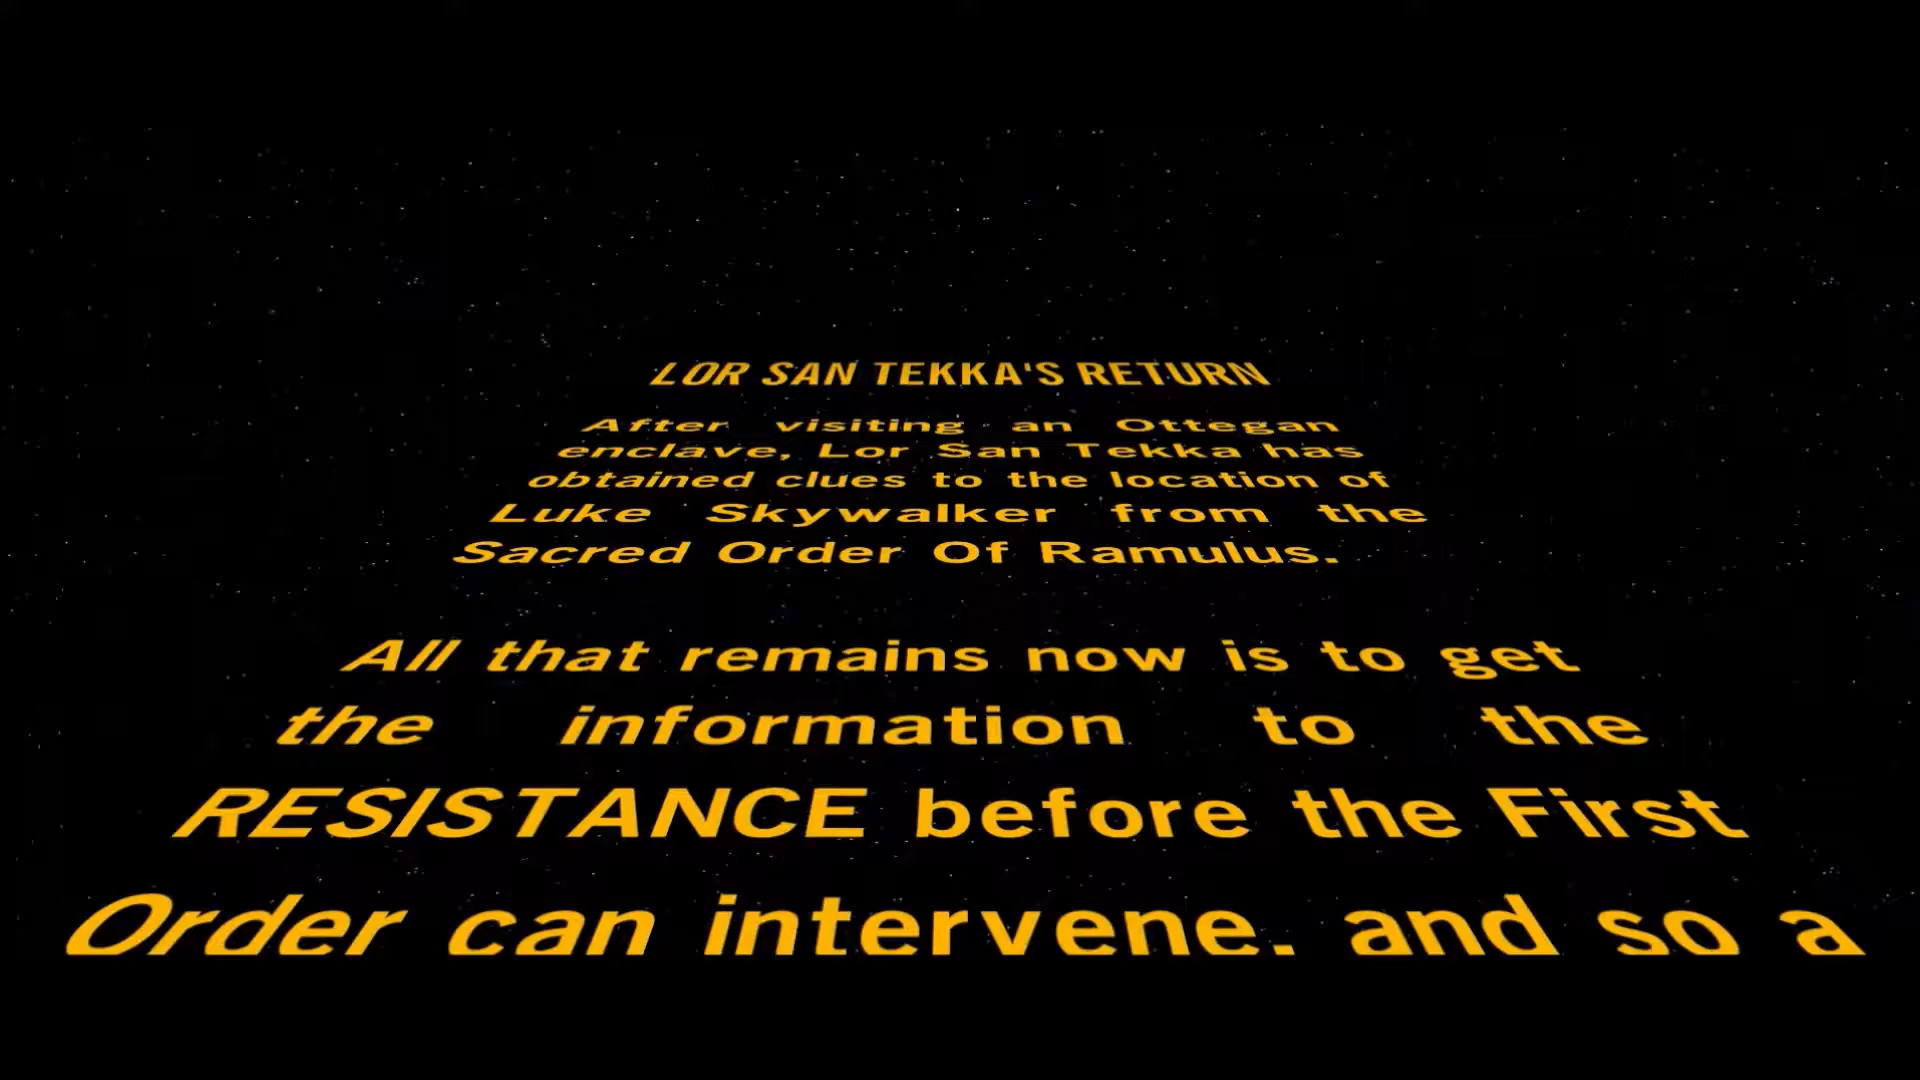 LOR SAN TEKKA'S RETURN
After visiting an Ottegan
enclave, Lor San Tekka has
obtained clues to the location of
Luke Skywalker from the
Sacred Order Of Ramulus.
All that remains now is to get
the information to the
RESISTANCE before the First
Order can intervene. and so a